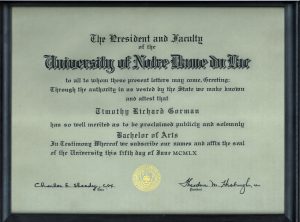 The President and Faculty
of the
University of Notre Dame du Lac
to all to whom these present letters may come, Greeting:
Through the authority in us vested by the State we make known
and attest that
Timothy Richard Gorman
has so well merited as to be proclaimed publicly and solemnly
Bachelor of Arts
In Testimony Whereof we subscribe our names and affix the seal
of the University this fifth day of June MCMLX
Charles E. Sheedy, csc
Dean
Theodore M. Hesburgh, csc
President